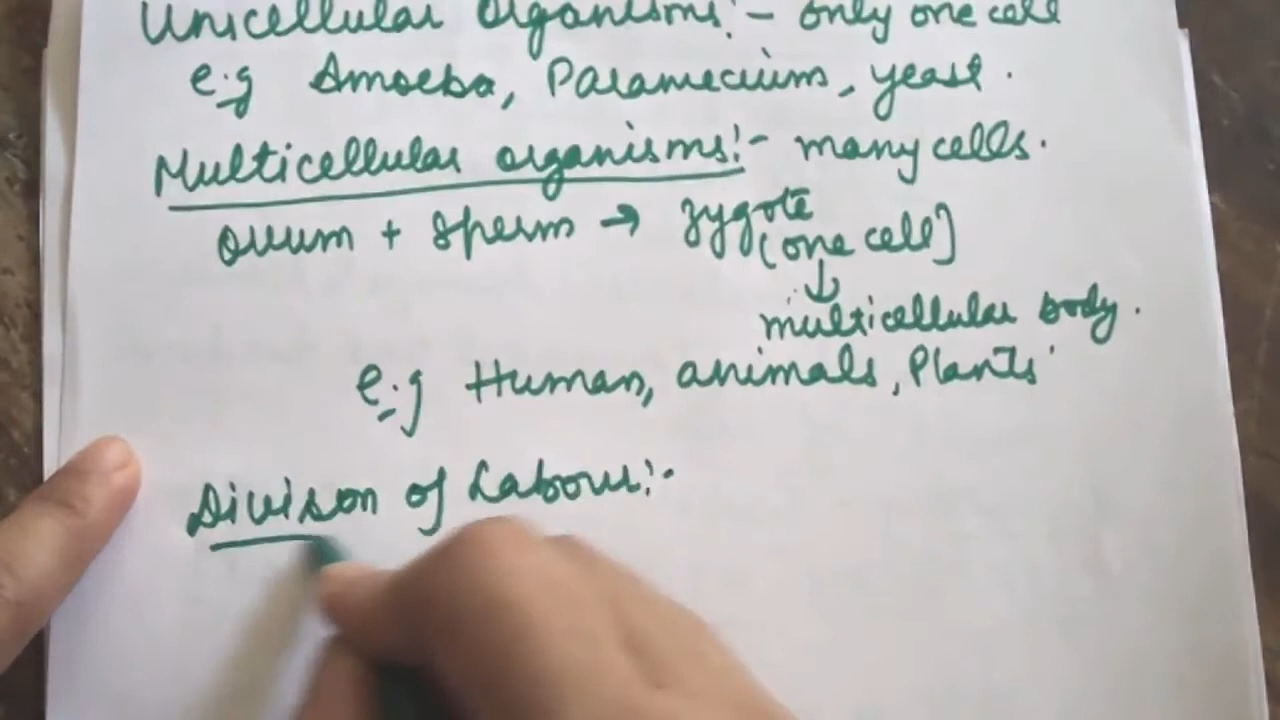 Unicellular Organisms:- only one cell
e.g Amoeba, Paramecium, yeast.
Multicellular organisms:- many cells.
Ovum + Sperm → zygote
(one cell)
↓
multicellular body.
e.g Human, animals, Plants
Divison of Labour:-